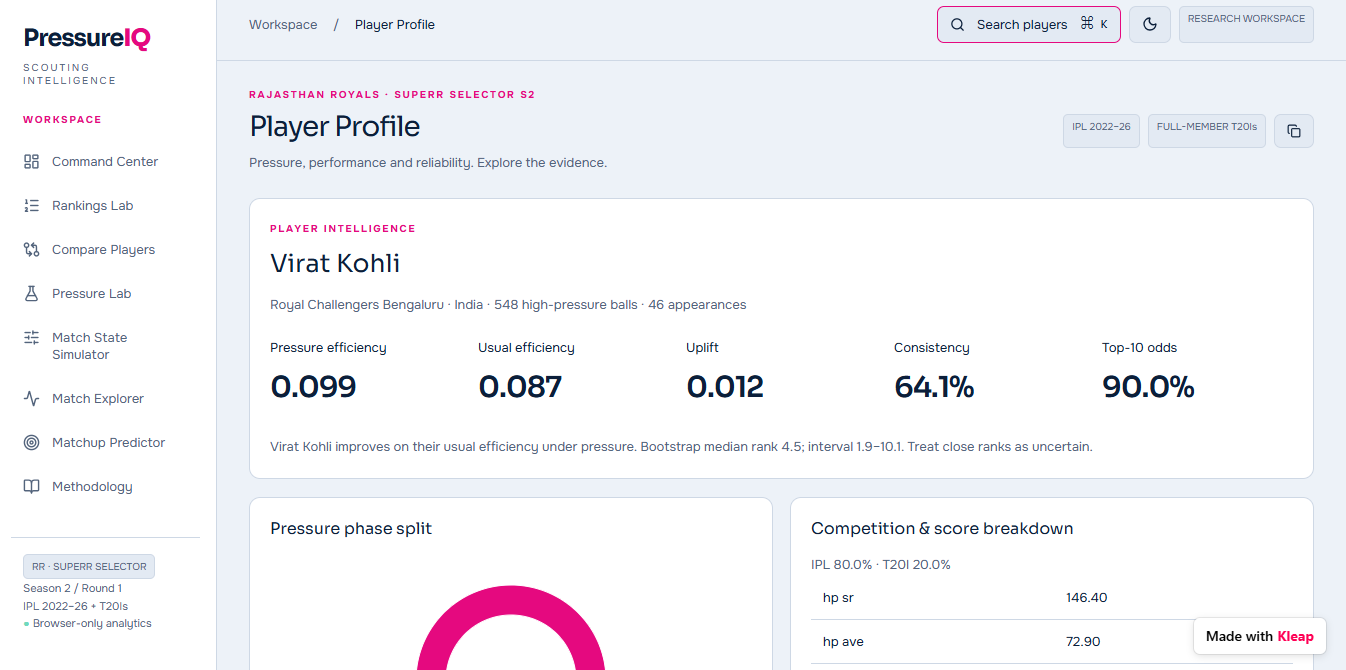 PressureIQ
SCOUTING
INTELLIGENCE
WORKSPACE
Command Center
Rankings Lab
Compare Players
Pressure Lab
Match State
Simulator
Match Explorer
Matchup Predictor
Methodology
RR · SUPERR SELECTOR
Season 2 / Round 1
IPL 2022–26 + T20Is
Browser-only analytics
Workspace / Player Profile
Search players ⌘ K
RESEARCH WORKSPACE
RAJASTHAN ROYALS · SUPERR SELECTOR S2
Player Profile
Pressure, performance and reliability. Explore the evidence.
IPL 2022–26
FULL-MEMBER T20Is
PLAYER INTELLIGENCE
Virat Kohli
Royal Challengers Bengaluru · India · 548 high-pressure balls · 46 appearances
Pressure efficiency Usual efficiency Uplift Consistency Top-10 odds
0.099 0.087 0.012 64.1% 90.0%
Virat Kohli improves on their usual efficiency under pressure. Bootstrap median rank 4.5; interval 1.9–10.1. Treat close ranks as uncertain.
Pressure phase split
Competition & score breakdown
IPL 80.0% · T20I 20.0%
hp sr 146.40
hp ave 72.90
Made with Kleap